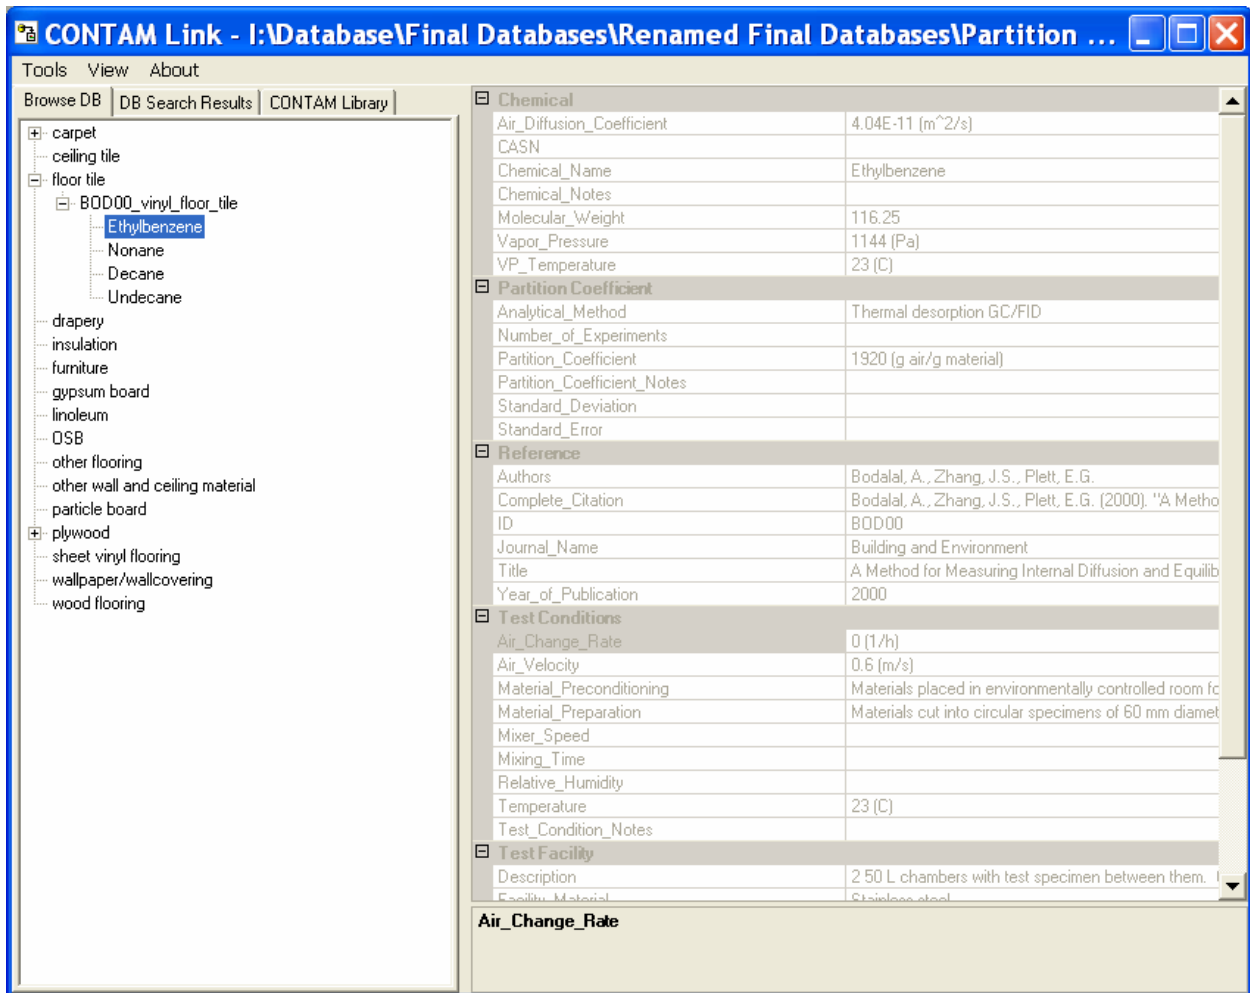 CONTAM Link - I:\Database\Final Databases\Renamed Final Databases\Partition ...
Tools View About
Browse DB DB Search Results CONTAM Library
carpet
ceiling tile
floor tile
BOD00_vinyl_floor_tile
Ethylbenzene
Nonane
Decane
Undecane
drapery
insulation
furniture
gypsum board
linoleum
OSB
other flooring
other wall and ceiling material
particle board
plywood
sheet vinyl flooring
wallpaper/wallcovering
wood flooring
Chemical
Air_Diffusion_Coefficient 4.04E-11 (m^2/s)
CASN
Chemical_Name Ethylbenzene
Chemical_Notes
Molecular_Weight 116.25
Vapor_Pressure 1144 (Pa)
VP_Temperature 23 (C)
Partition Coefficient
Analytical_Method Thermal desorption GC/FID
Number_of_Experiments
Partition_Coefficient 1920 (g air/g material)
Partition_Coefficient_Notes
Standard_Deviation
Standard_Error
Reference
Authors Bodalal, A., Zhang, J.S., Plett, E.G.
Complete_Citation Bodalal, A., Zhang, J.S., Plett, E.G. (2000). "A Metho
ID BOD00
Journal_Name Building and Environment
Title A Method for Measuring Internal Diffusion and Equilib
Year_of_Publication 2000
Test Conditions
Air_Change_Rate 0 (1/h)
Air_Velocity 0.6 (m/s)
Material_Preconditioning Materials placed in environmentally controlled room fo
Material_Preparation Materials cut into circular specimens of 60 mm diamet
Mixer_Speed
Mixing_Time
Relative_Humidity
Temperature 23 (C)
Test_Condition_Notes
Test Facility
Description 2 50 L chambers with test specimen between them.
Facility_Material Stainless steel
Air_Change_Rate